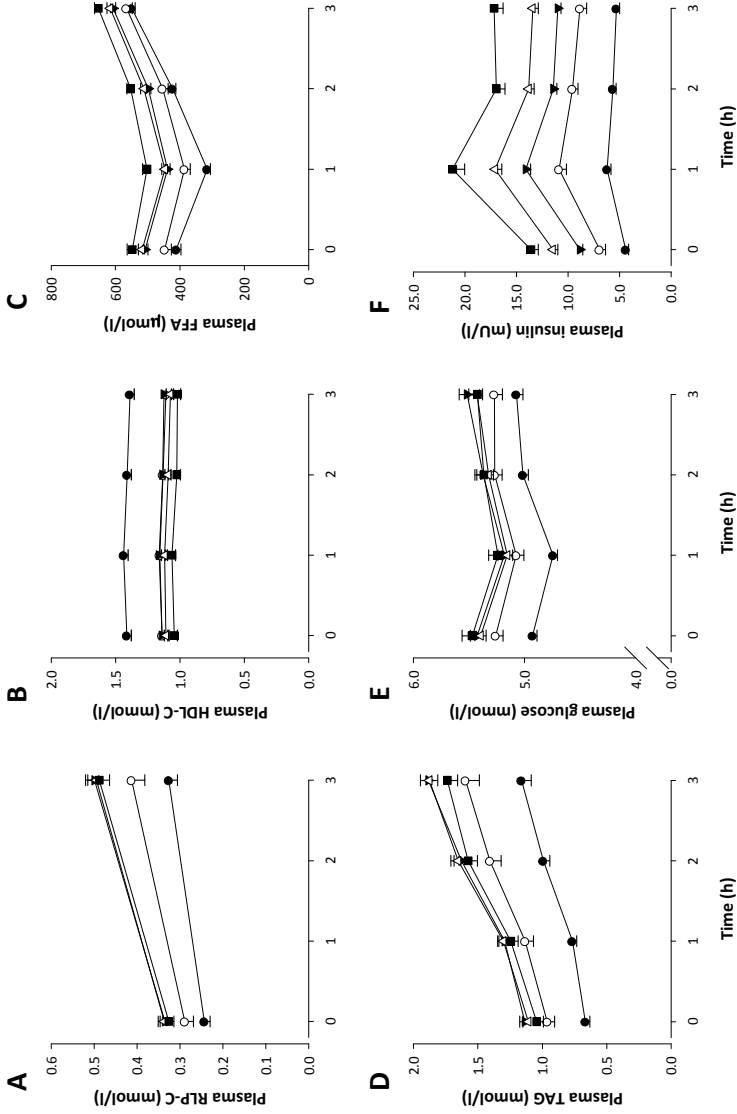 A
Plasma RLP-C (mmol/l)
0.6
0.5
0.4
0.3
0.2
0.1
0.0
0 1 2 3
B
Plasma HDL-C (mmol/l)
2.0
1.5
1.0
0.5
0.0
0 1 2 3
C
Plasma FFA (μmol/l)
800
600
400
200
0
0 1 2 3
D
Plasma TAG (mmol/l)
2.0
1.5
1.0
0.5
0.0
0 1 2 3
Time (h)
E
Plasma glucose (mmol/l)
6.0
5.0
4.0
0.0
0 1 2 3
Time (h)
F
Plasma insulin (mU/l)
25.0
20.0
15.0
10.0
5.0
0.0
0 1 2 3
Time (h)